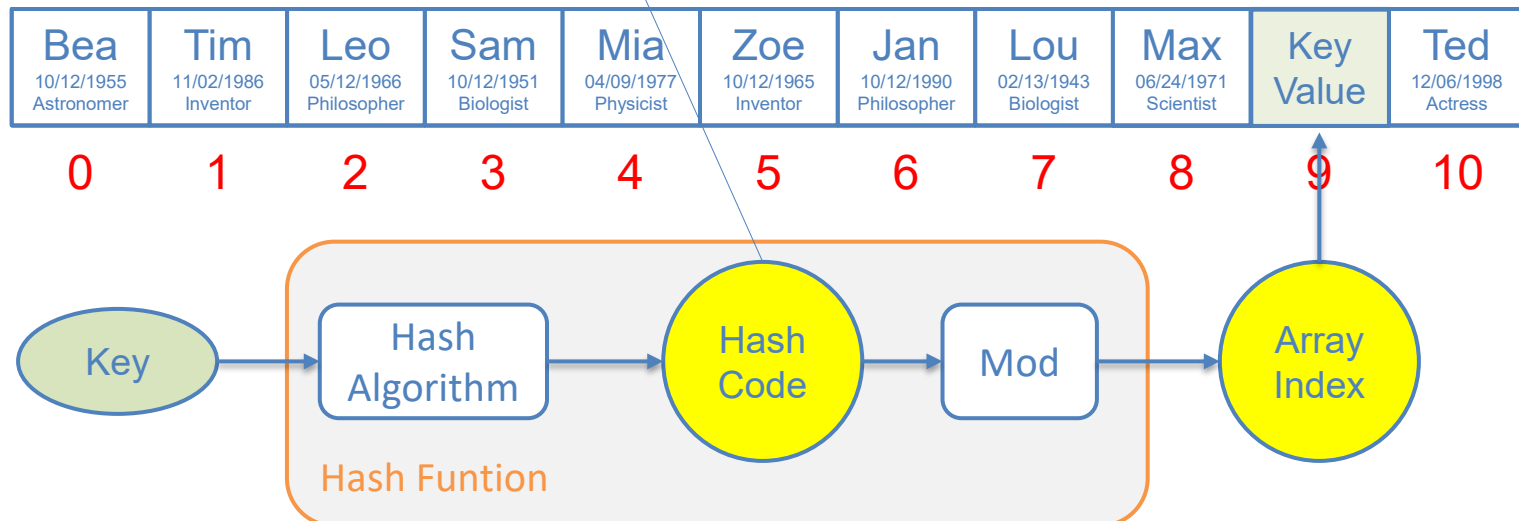 Bea Tim Leo Sam Mia Zoe Jan Lou Max Key Ted
10/12/1955 11/02/1986 05/12/1966 10/12/1951 04/09/1977 10/12/1965 10/12/1990 02/13/1943 06/24/1971 Value 12/06/1998
Astronomer Inventor Philosopher Biologist Physicist Inventor Philosopher Biologist Scientist Actress
0 1 2 3 4 5 6 7 8 9 10
Key
Hash
Algorithm
Hash
Code
Mod
Array
Index
Hash Funtion